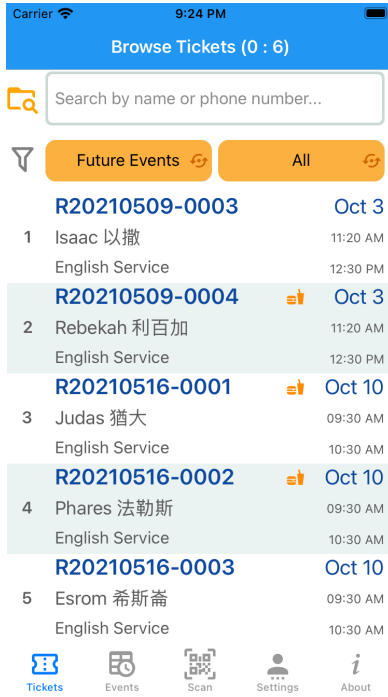 Carrier 9:24 PM
Browse Tickets (0 : 6)
Search by name or phone number...
Future Events All
R20210509-0003 Oct 3
1 Isaac 以撒 11:20 AM
English Service 12:30 PM
R20210509-0004 Oct 3
2 Rebekah 利百加 11:20 AM
English Service 12:30 PM
R20210516-0001 Oct 10
3 Judas 猶大 09:30 AM
English Service 10:30 AM
R20210516-0002 Oct 10
4 Phares 法勒斯 09:30 AM
English Service 10:30 AM
R20210516-0003 Oct 10
5 Esrom 希斯崙 09:30 AM
English Service 10:30 AM
Tickets Events Scan Settings About